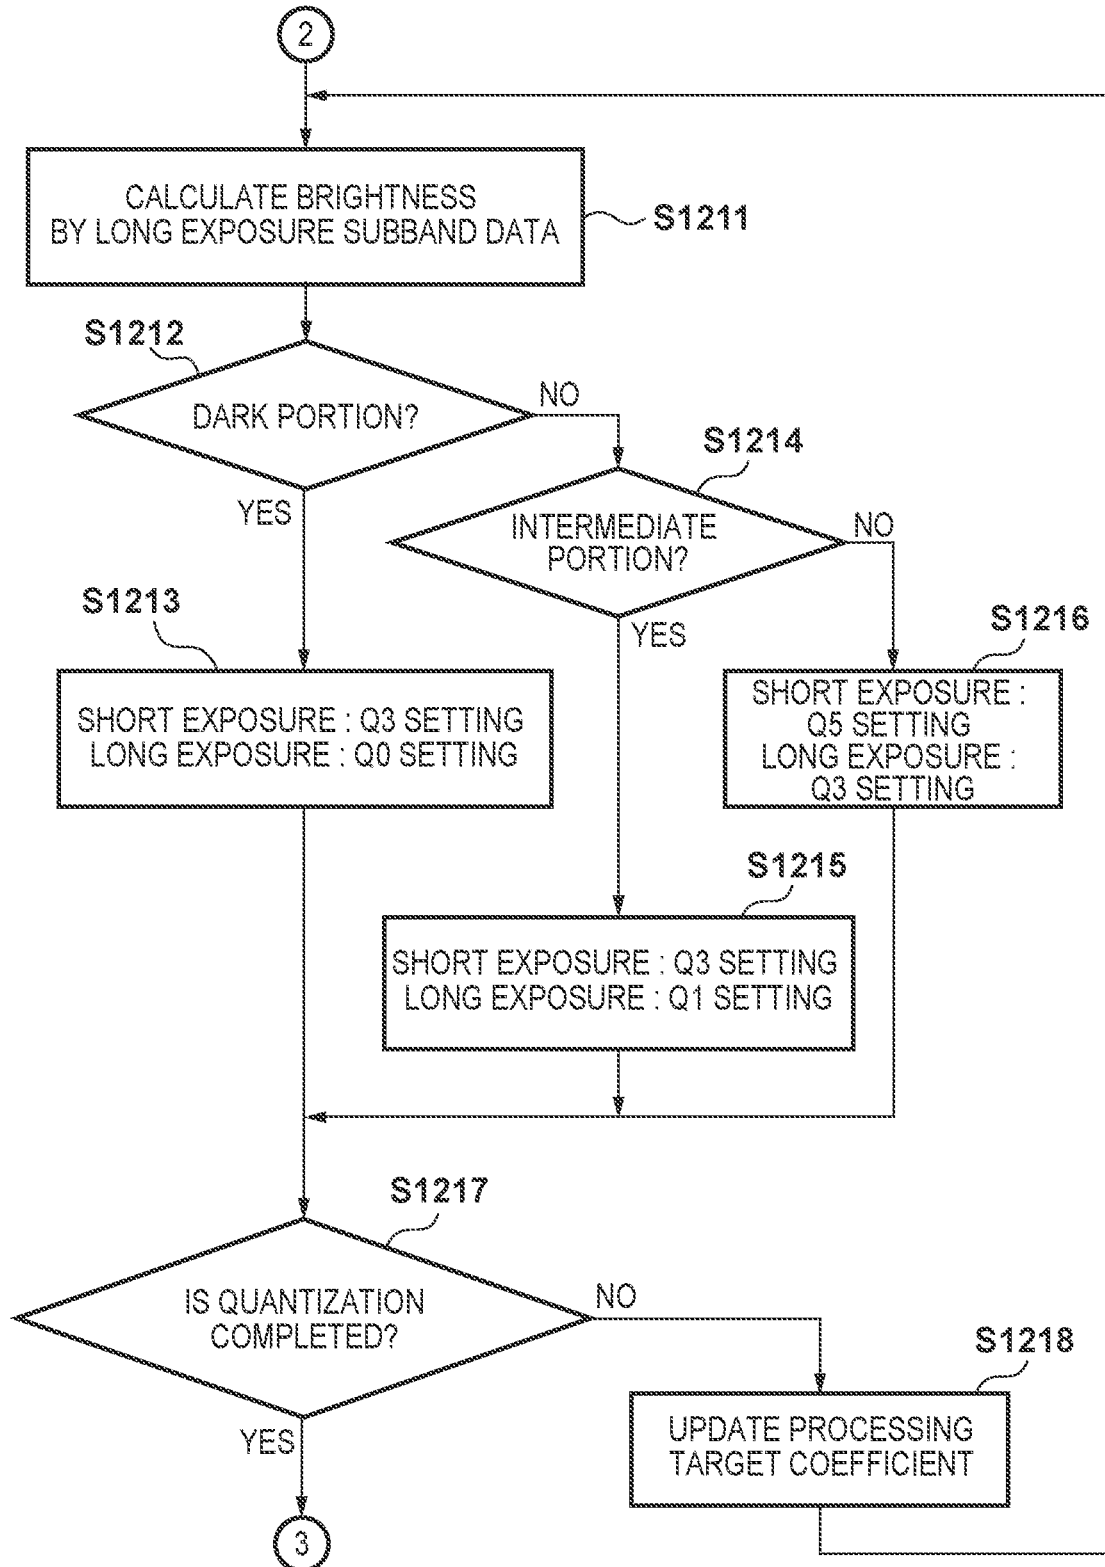 2
CALCULATE BRIGHTNESS
BY LONG EXPOSURE SUBBAND DATA
S1211
S1212
DARK PORTION?
NO
YES
S1214
INTERMEDIATE
PORTION?
NO
YES
S1213
SHORT EXPOSURE : Q3 SETTING
LONG EXPOSURE : Q0 SETTING
S1216
SHORT EXPOSURE :
Q5 SETTING
LONG EXPOSURE :
Q3 SETTING
S1215
SHORT EXPOSURE : Q3 SETTING
LONG EXPOSURE : Q1 SETTING
S1217
IS QUANTIZATION
COMPLETED?
NO
YES
S1218
UPDATE PROCESSING
TARGET COEFFICIENT
3